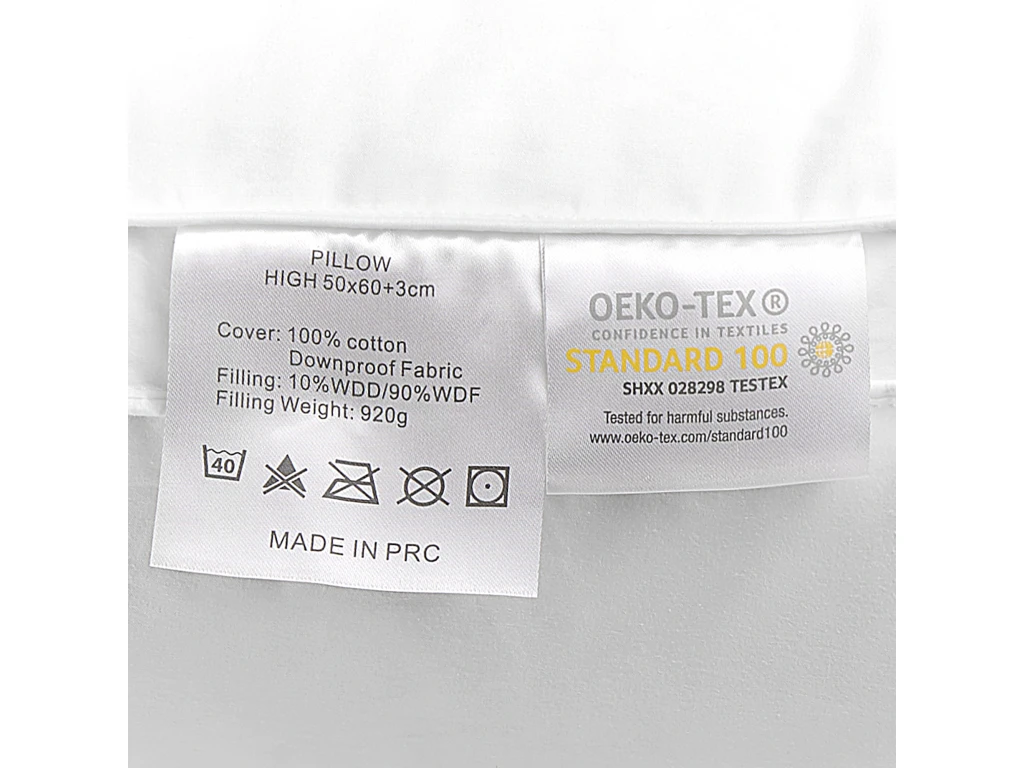 PILLOW
HIGH 50x60+3cm
Cover: 100% cotton
Downproof Fabric
Filling: 10%WDD/90%WDF
Filling Weight: 920g
40
MADE IN PRC
OEKO-TEX®
CONFIDENCE IN TEXTILES
STANDARD 100
SHXX 028298 TESTEX
Tested for harmful substances.
www.oeko-tex.com/standard100